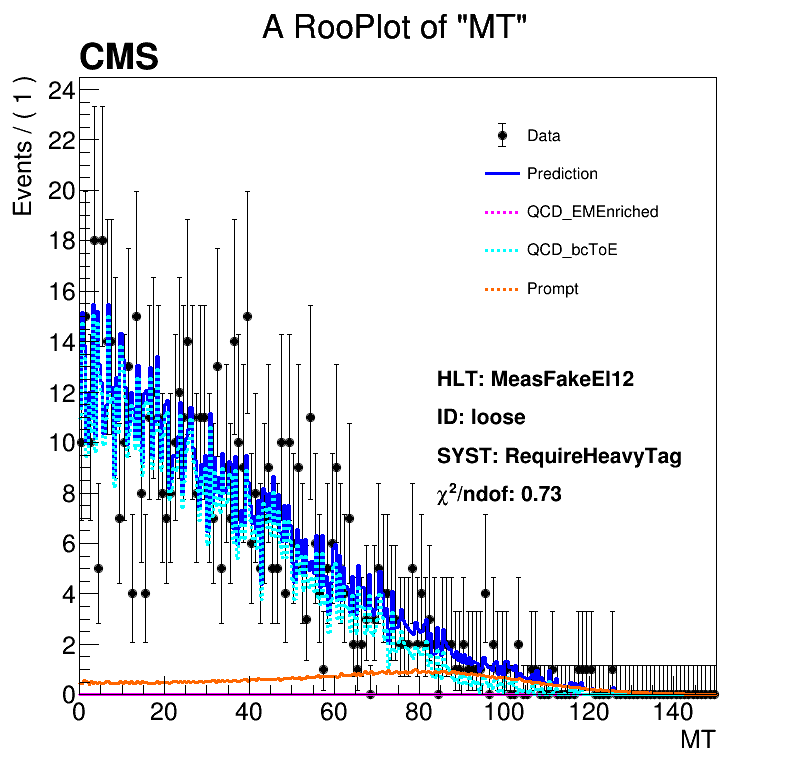 A RooPlot of "MT"
CMS
Events / ( 1 )
24
22
20
18
16
14
12
10
8
6
4
2
0
Data
Prediction
QCD_EMEnriched
QCD_bcToE
Prompt
HLT: MeasFakeEl12
ID: loose
SYST: RequireHeavyTag
χ²/ndof: 0.73
0 20 40 60 80 100 120 140
MT